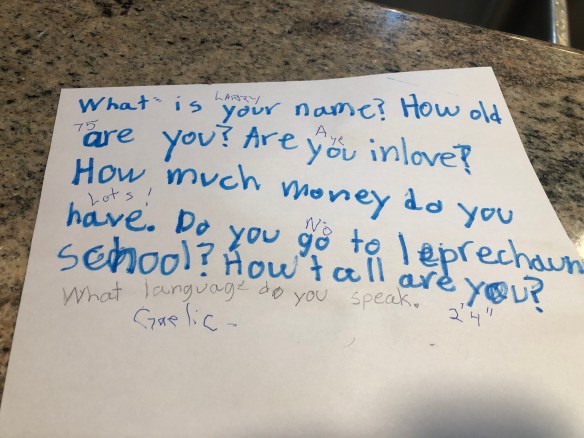 LARRY
What is your name? How old
75 Aye
are you? Are you inlove?
How much money do you
Lots!
have. Do you go to leprechaun
No
school? How tall are you?
What language do you speak.
2'4"
Gaelic -